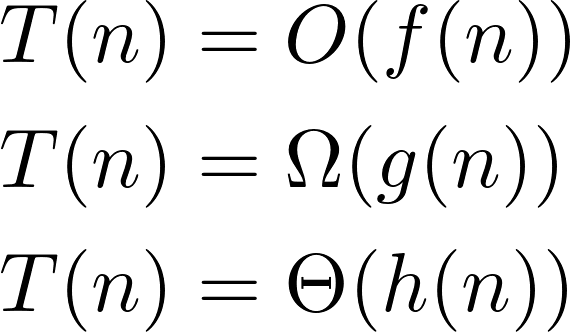 T(n) = O(f(n))
T(n) = Ω(g(n))
T(n) = Θ(h(n))